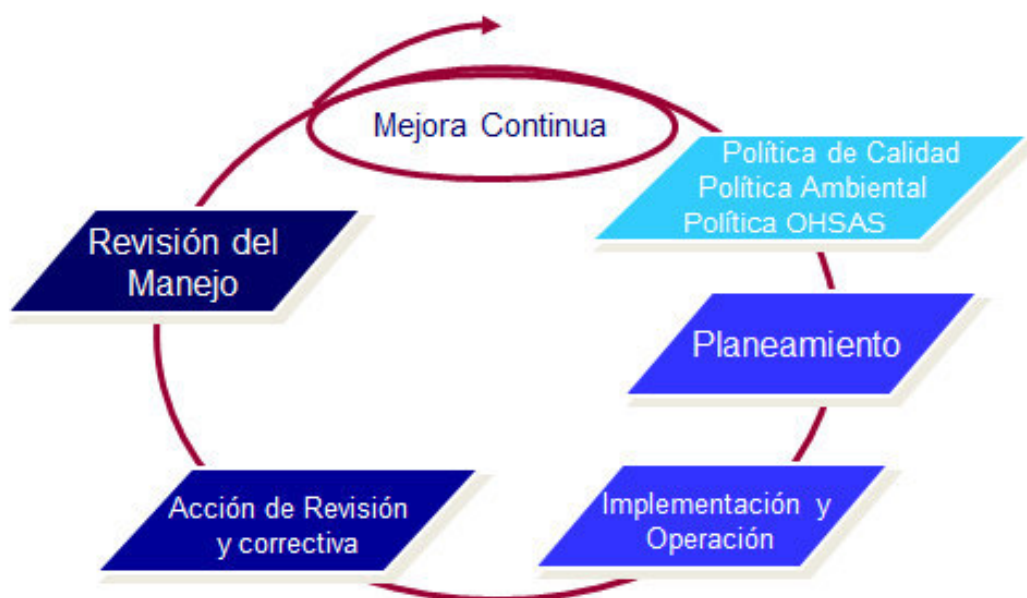 Mejora Continua
Política de Calidad
Política Ambiental
Política OHSAS
Planeamiento
Implementación y
Operación
Acción de Revisión
y correctiva
Revisión del
Manejo